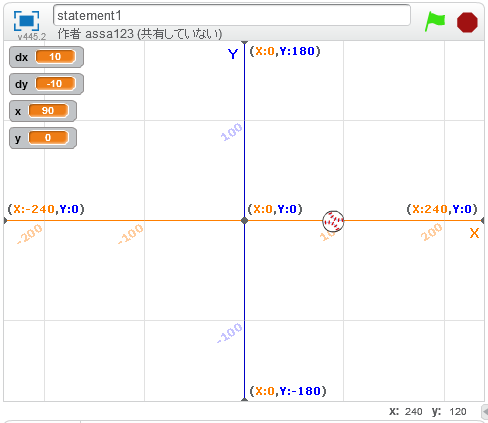 statement1
作者 assa123 (共有していない)
v445.2
dx 10
dy -10
x 90
y 0
Y
(X:0,Y:180)
100
(X:-240,Y:0)
(X:0,Y:0)
(X:240,Y:0)
-200
-100
100
200
X
-100
(X:0,Y:-180)
x: 240 y: 120